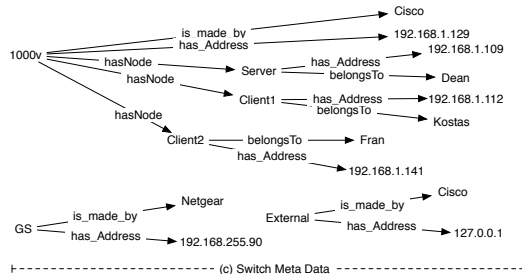 Cisco
is_made_by
has_Address
192.168.1.129
1000v
192.168.1.109
hasNode
has_Address
Server
belongsTo
Dean
hasNode
Client1
has_Address
192.168.1.112
belongsTo
Kostas
hasNode
Client2
belongsTo
Fran
has_Address
192.168.1.141
Netgear
is_made_by
GS
has_Address
192.168.255.90
Cisco
is_made_by
External
has_Address
127.0.0.1
(c) Switch Meta Data